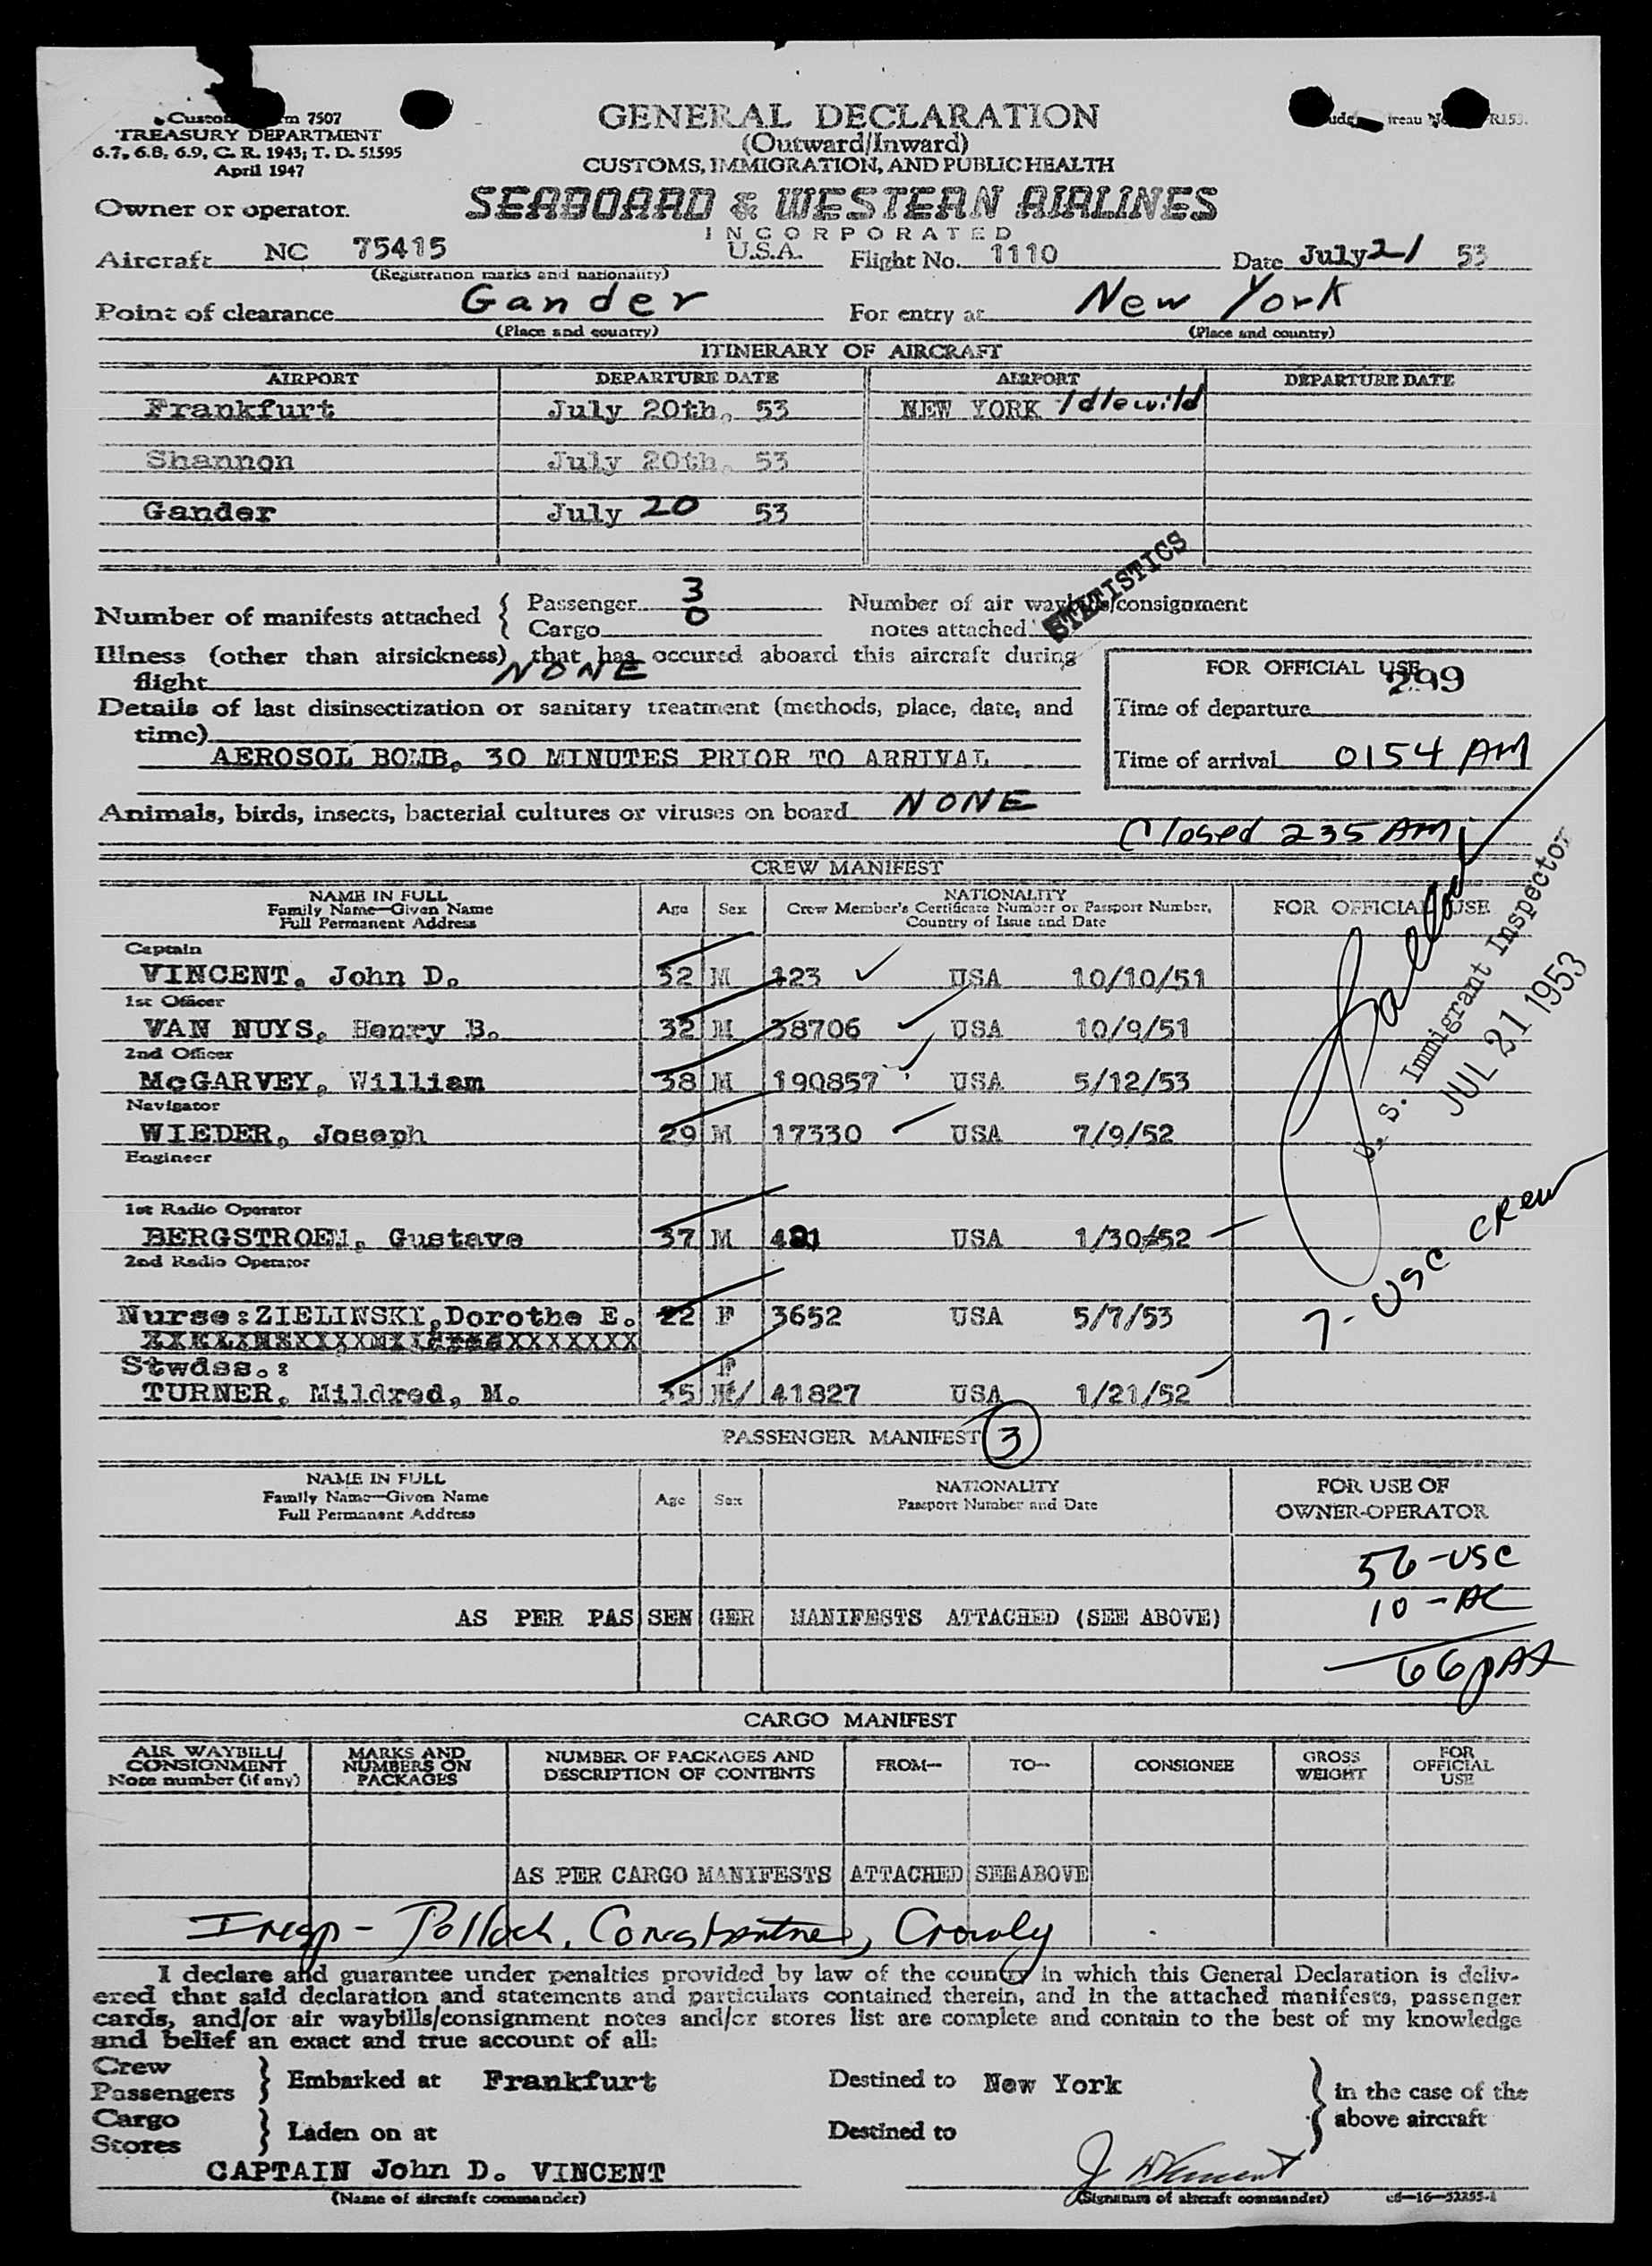 Form 7507
TREASURY DEPARTMENT
6.7, 6.8, 6.9, C. R. 1943; T. D. 51595
April 1947
GENERAL DECLARATION
(Outward/Inward)
CUSTOMS, IMMIGRATION, AND PUBLIC HEALTH
Owner or operator. SEABOARD & WESTERN AIRLINES
INCORPORATED
Aircraft NC 75415 U.S.A. Flight No. 1110 Date July 21 53
(Registration marks and nationality)
Point of clearance Gander For entry at New York
(Place and country) (Place and country)
ITINERARY OF AIRCRAFT
AIRPORT DEPARTURE DATE AIRPORT DEPARTURE DATE
Frankfurt July 20th, 53 NEW YORK Idlewild
Shannon July 20th, 53
Gander July 20 53
STATISTICS
Number of manifests attached { Passenger 3 Number of air waybills/consignment
Cargo 0 notes attached
Illness (other than airsickness) that has occured aboard this aircraft during
flight NONE
FOR OFFICIAL USE
299
Details of last disinsectization or sanitary treatment (methods, place, date, and
time)
Time of departure
AEROSOL BOMB, 30 MINUTES PRIOR TO ARRIVAL
Time of arrival 0154 AM
Animals, birds, insects, bacterial cultures or viruses on board NONE
Closed 235 AM
CREW MANIFEST
NAME IN FULL
Family Name—Given Name
Full Permanent Address
Age Sex
NATIONALITY
Crew Member's Certificate Number or Passport Number,
Country of Issue and Date
FOR OFFICIAL USE
Captain
VINCENT, John D. 32 M 123 USA 10/10/51
1st Officer
VAN NUYS, Henry B. 32 M 38706 USA 10/9/51
2nd Officer
McGARVEY, William 38 M 190857 USA 5/12/53
Navigator
WIEDER, Joseph 29 M 17330 USA 7/9/52
Engineer
1st Radio Operator
BERGSTROEM, Gustave 37 M USA 1/30/52
2nd Radio Operator
Nurse: ZIELINSKI, Dorothe E. 22 F 3652 USA 5/7/53
Stwdss.:
TURNER, Mildred, M. 35 F 41827 USA 1/21/52
U. S. Immigrant Inspector
JUL 21 1953
7-USC CREW
PASSENGER MANIFEST 3
NAME IN FULL
Family Name—Given Name
Full Permanent Address
Age Sex
NATIONALITY
Passport Number and Date
FOR USE OF
OWNER-OPERATOR
56-USC
10-AC
AS PER PASSENGER MANIFESTS ATTACHED (SEE ABOVE)
66 pAX
CARGO MANIFEST
AIR WAYBILL/
CONSIGNMENT
Note number (if any)
MARKS AND
NUMBERS ON
PACKAGES
NUMBER OF PACKAGES AND
DESCRIPTION OF CONTENTS
FROM—
TO—
CONSIGNEE
GROSS
WEIGHT
FOR
OFFICIAL
USE
AS PER CARGO MANIFESTS ATTACHED SEE ABOVE
Insp- Pollock,
I declare and guarantee under penalties provided by law of the country in which this General Declaration is deliv-
ered that said declaration and statements and particulars contained therein, and in the attached manifests, passenger
cards, and/or air waybills/consignment notes and/or stores list are complete and contain to the best of my knowledge
and belief an exact and true account of all:
Crew
Passengers } Embarked at Frankfurt Destined to New York } in the case of the
Cargo
Stores } Laden on at Destined to above aircraft
CAPTAIN John D. VINCENT J D Vincent
(Name of aircraft commander) (Signature of aircraft commander)